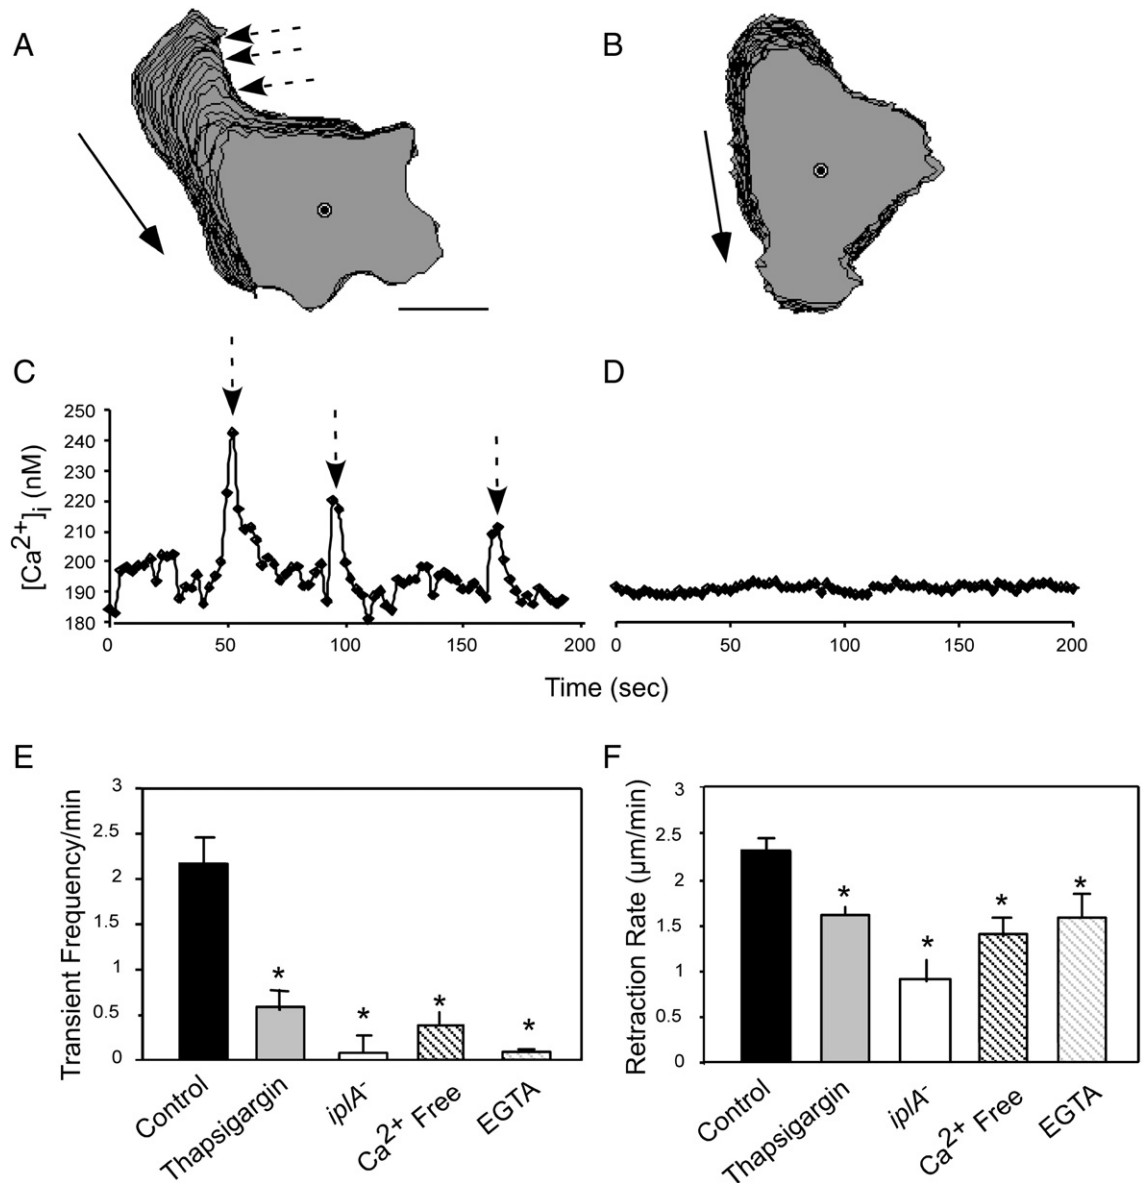 A
B
C
D
250
240
230
220
210
200
190
180
[Ca2+]i (nM)
0
50
100
150
200
0
50
100
150
200
Time (sec)
E
F
3
2.5
2
1.5
1
0.5
0
Transient Frequency/min
*
*
*
*
Control
Thapsigargin
iplA-
Ca2+ Free
EGTA
3
2.5
2
1.5
1
0.5
0
Retraction Rate (µm/min)
*
*
*
*
Control
Thapsigargin
iplA-
Ca2+ Free
EGTA